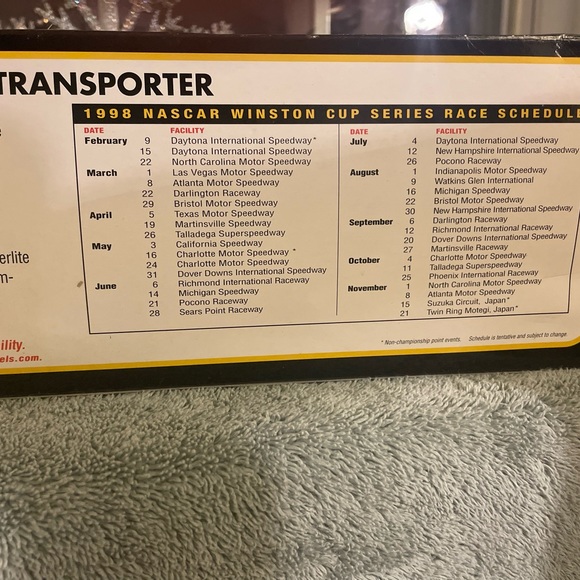 TRANSPORTER
1998 NASCAR WINSTON CUP SERIES RACE SCHEDULE
DATE FACILITY
February 9 Daytona International Speedway*
15 Daytona International Speedway
22 North Carolina Motor Speedway
March 1 Las Vegas Motor Speedway
8 Atlanta Motor Speedway
22 Darlington Raceway
29 Bristol Motor Speedway
April 5 Texas Motor Speedway
19 Martinsville Speedway
26 Talladega Superspeedway
May 3 California Speedway
16 Charlotte Motor Speedway *
24 Charlotte Motor Speedway
31 Dover Downs International Speedway
June 6 Richmond International Raceway
14 Michigan Speedway
21 Pocono Raceway
28 Sears Point Raceway
DATE FACILITY
July 4 Daytona International Speedway
12 New Hampshire International Speedway
26 Pocono Raceway
August 1 Indianapolis Motor Speedway
9 Watkins Glen International
16 Michigan Speedway
22 Bristol Motor Speedway
30 New Hampshire International Speedway
September 6 Darlington Raceway
12 Richmond International Raceway
20 Dover Downs International Speedway
27 Martinsville Raceway
October 4 Charlotte Motor Speedway
11 Talladega Superspeedway
25 Phoenix International Raceway
November 1 North Carolina Motor Speedway
8 Atlanta Motor Speedway
15 Suzuka Circuit, Japan*
21 Twin Ring Motegi, Japan*
* Non-championship point events. Schedule is tentative and subject to change.
erlite
m-
ility.
els.com.